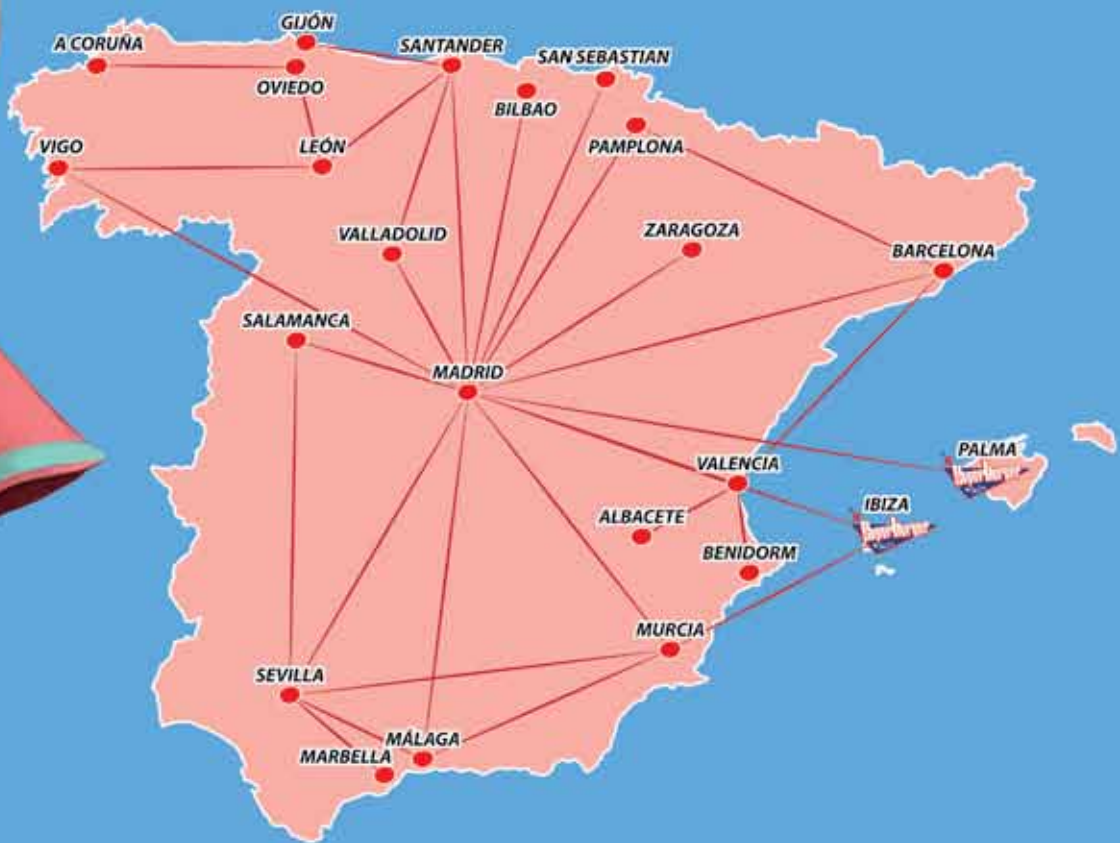 GIJÓN
A CORUÑA
SANTANDER
SAN SEBASTIAN
OVIEDO
BILBAO
VIGO
LEÓN
PAMPLONA
VALLADOLID
ZARAGOZA
BARCELONA
SALAMANCA
MADRID
PALMA
VALENCIA
IBIZA
ALBACETE
BENIDORM
MURCIA
SEVILLA
MÁLAGA
MARBELLA